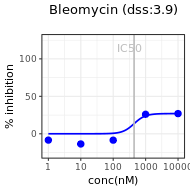 Bleomycin (dss:3.9)
IC50
100
50
0
% inhibition
1 10 100 1000 10000
conc(nM)